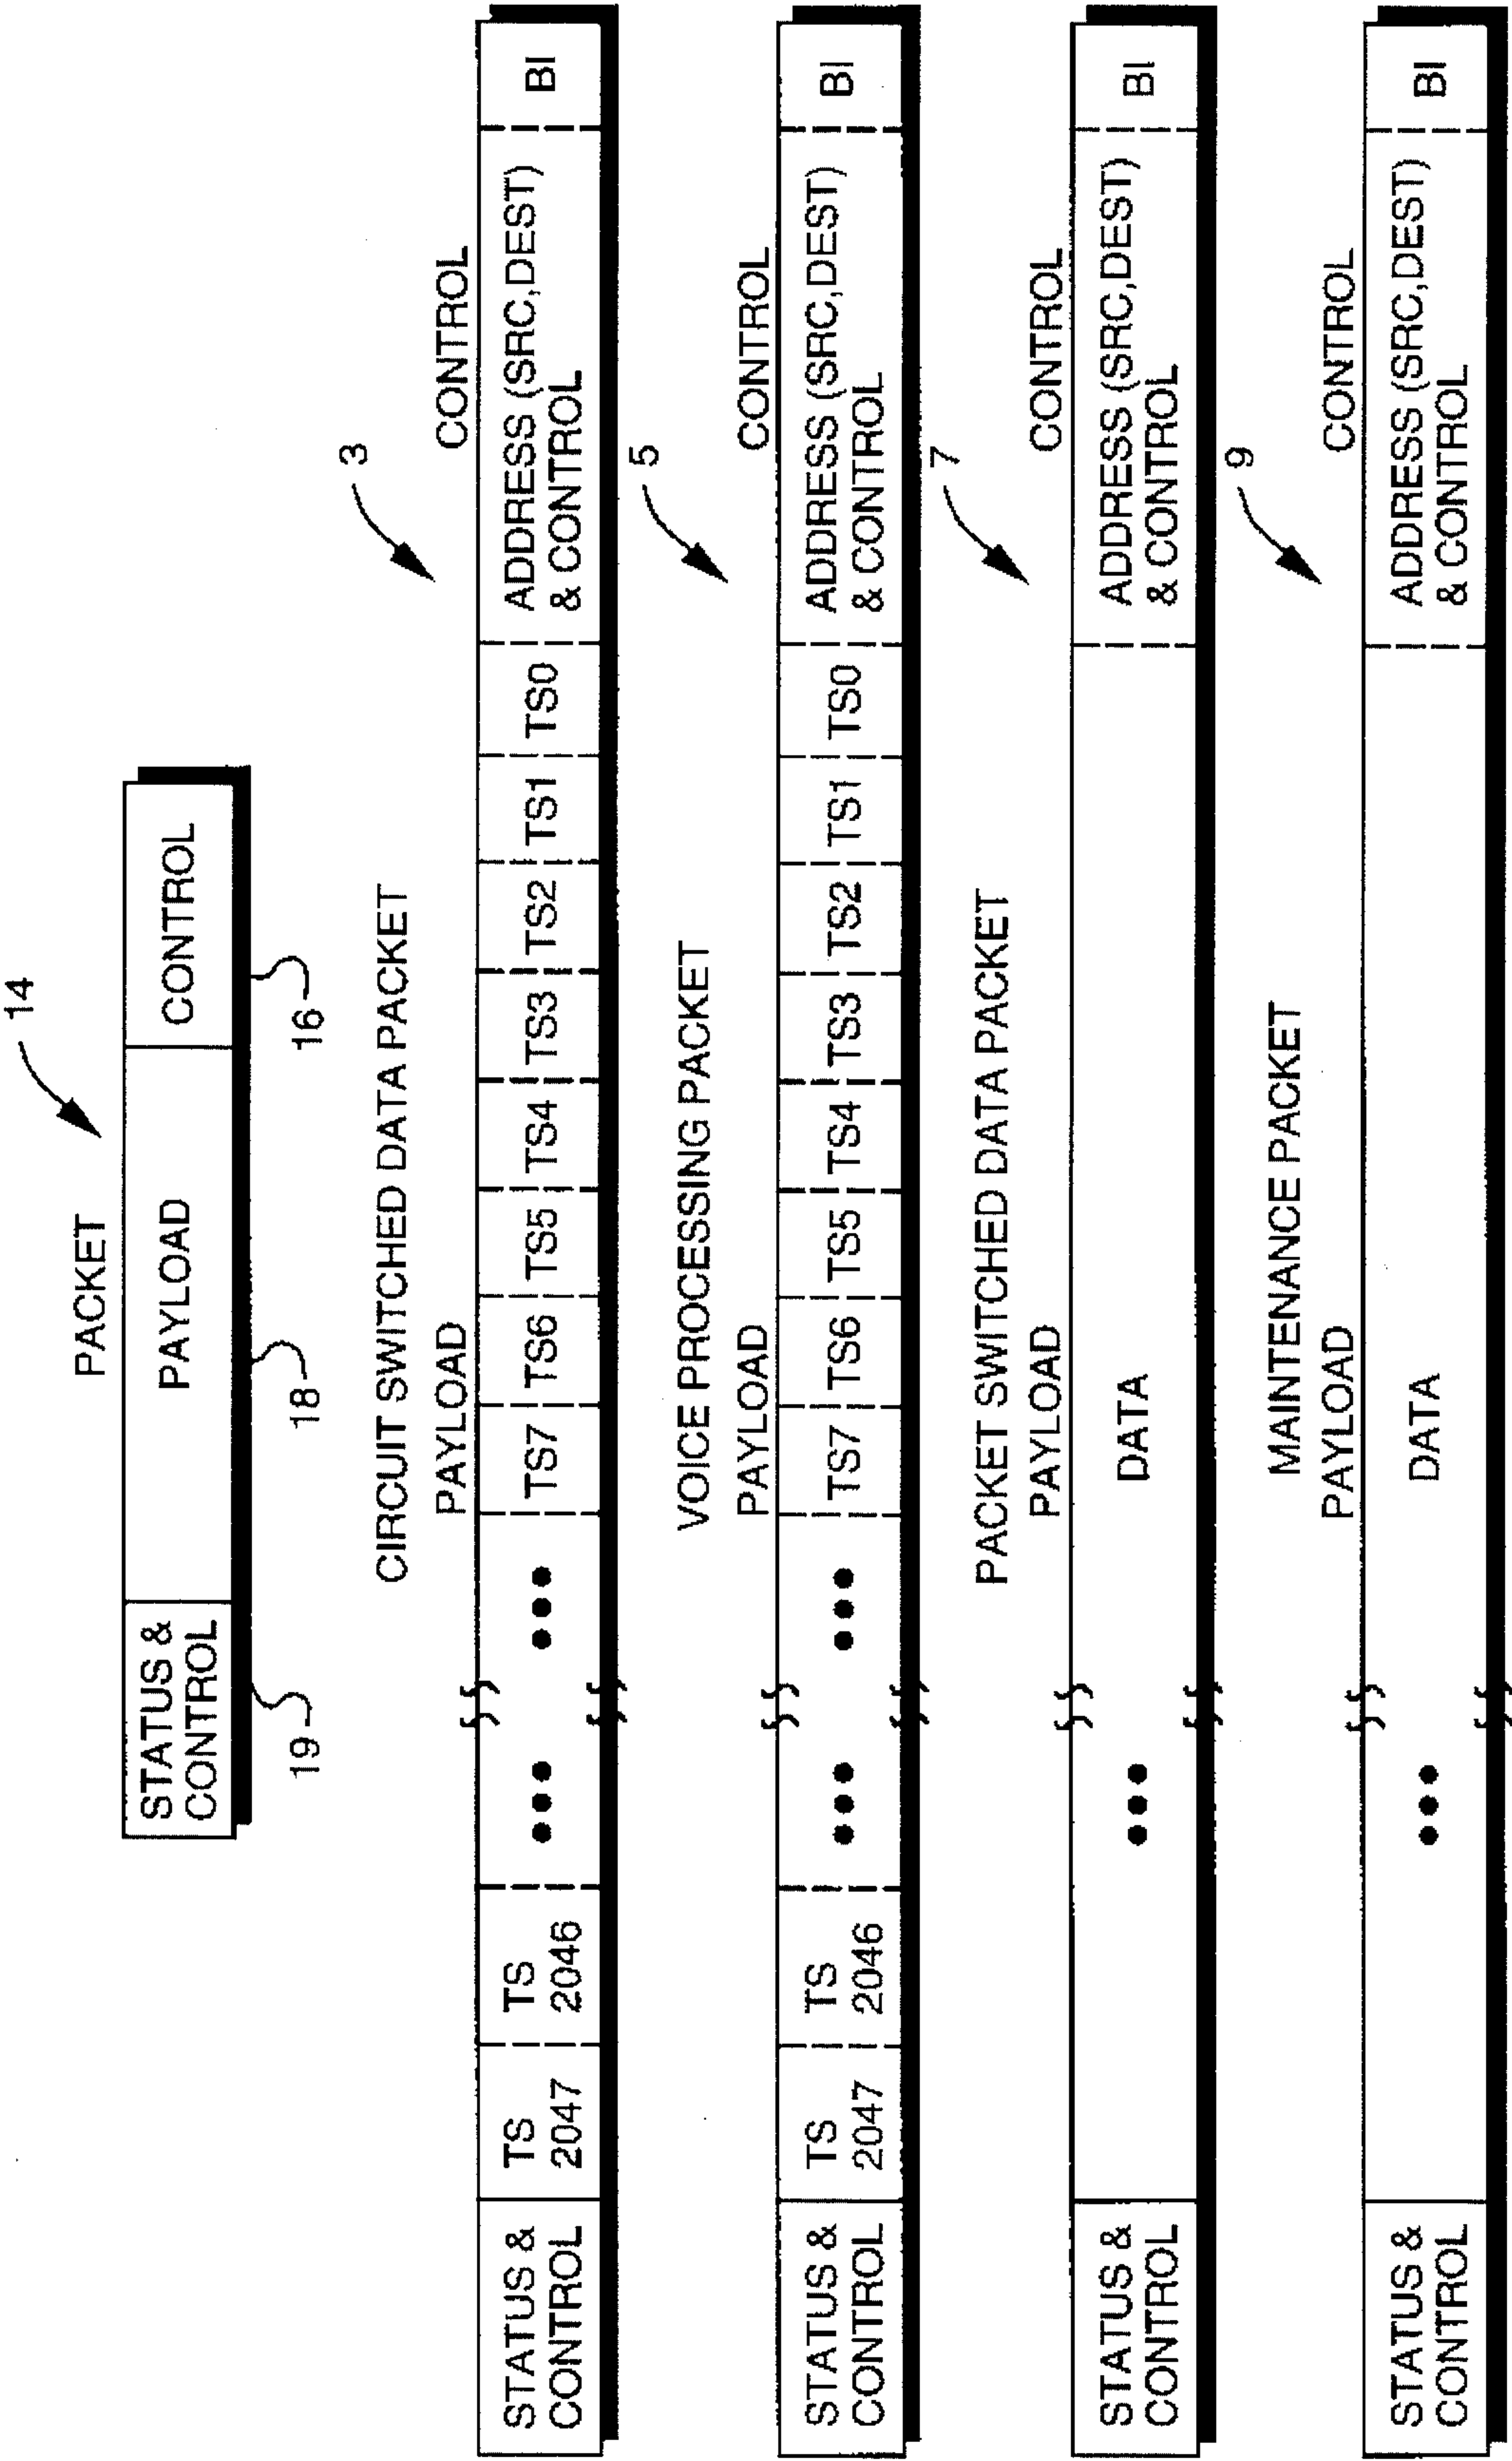 14
PACKET
STATUS &
CONTROL
PAYLOAD
CONTROL
19
18
16
CIRCUIT SWITCHED DATA PACKET
3
PAYLOAD
CONTROL
STATUS &
CONTROL
TS
2047
TS
2046
•••
•••
TS7
TS6
TS5
TS4
TS3
TS2
TS1
TS0
ADDRESS (SRC,DEST)
& CONTROL
BI
VOICE PROCESSING PACKET
5
PAYLOAD
CONTROL
STATUS &
CONTROL
TS
2047
TS
2046
•••
•••
TS7
TS6
TS5
TS4
TS3
TS2
TS1
TS0
ADDRESS (SRC,DEST)
& CONTROL
BI
PACKET SWITCHED DATA PACKET
7
PAYLOAD
CONTROL
STATUS &
CONTROL
•••
DATA
ADDRESS (SRC,DEST)
& CONTROL
BI
MAINTENANCE PACKET
9
PAYLOAD
CONTROL
STATUS &
CONTROL
•••
DATA
ADDRESS (SRC,DEST)
& CONTROL
BI